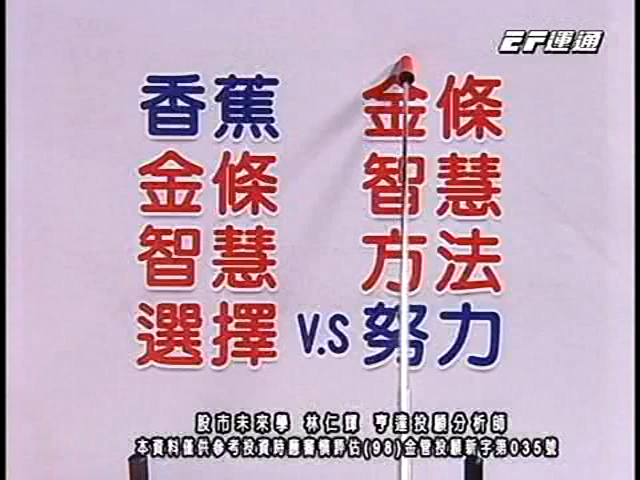 EF運通
香蕉 金條
金條 智慧
智慧 方法
選擇 V.S 努力
股市未來學 林仁輝 亨達投顧分析師
本資料僅供參考投資時應審慎評估(98)金管投顧新字第035號